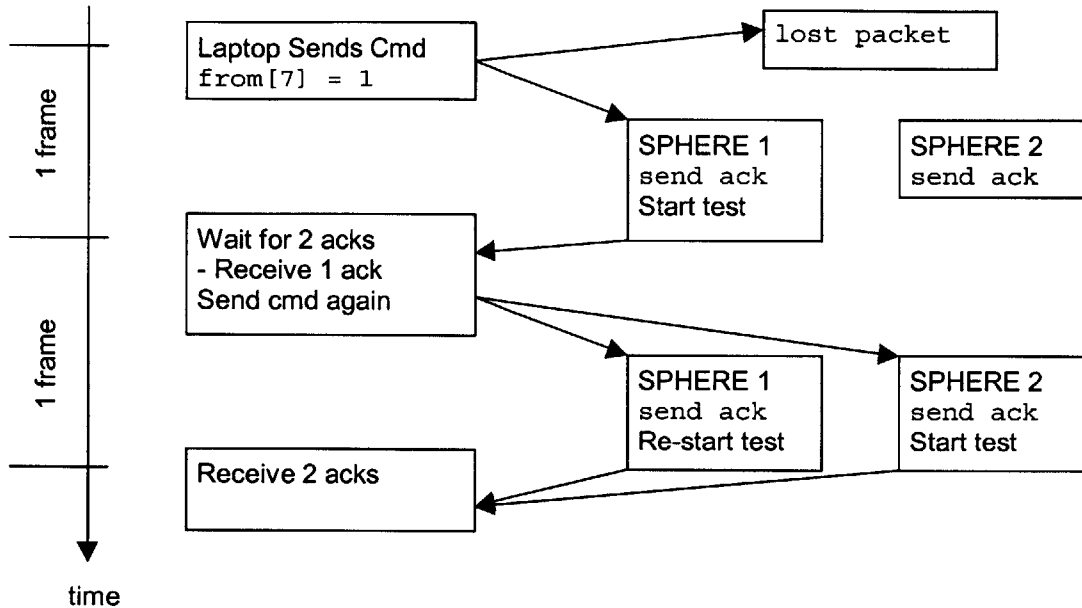 Laptop Sends Cmd
from[7] = 1
lost packet
1 frame
SPHERE 1
send ack
Start test
SPHERE 2
send ack
Wait for 2 acks
- Receive 1 ack
Send cmd again
1 frame
SPHERE 1
send ack
Re-start test
SPHERE 2
send ack
Start test
Receive 2 acks
time